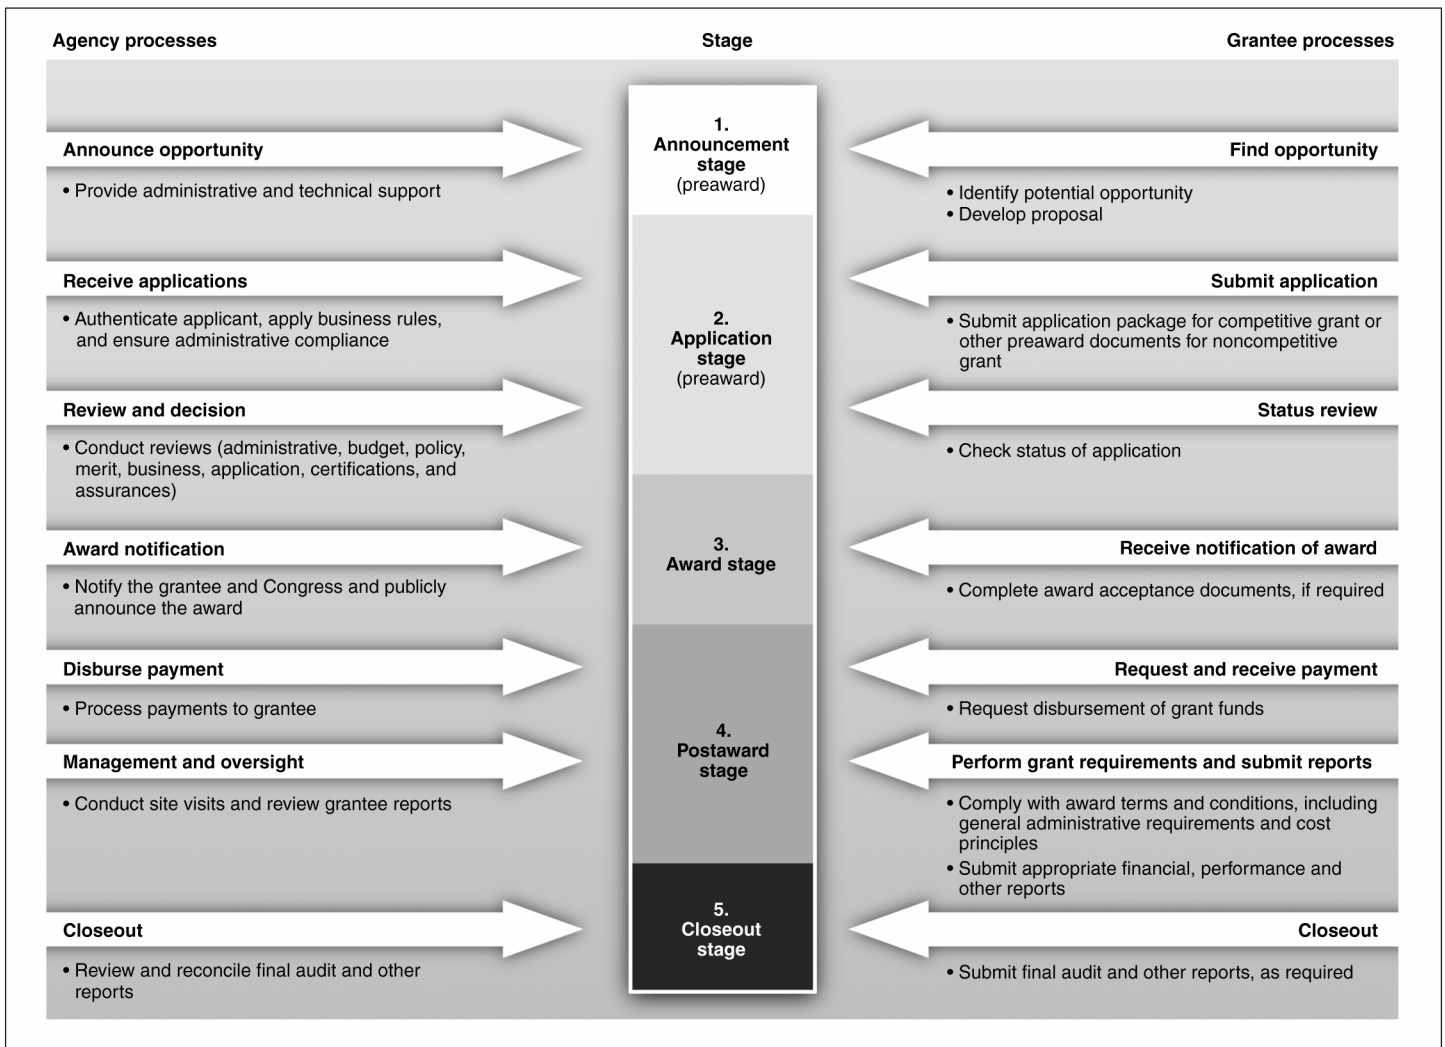 Agency processes
Stage
Grantee processes
1.
Announcement
stage
(preaward)
Announce opportunity
• Provide administrative and technical support
Find opportunity
• Identify potential opportunity
• Develop proposal
2.
Application
stage
(preaward)
Receive applications
• Authenticate applicant, apply business rules,
and ensure administrative compliance
Submit application
• Submit application package for competitive grant or
other preaward documents for noncompetitive
grant
Review and decision
• Conduct reviews (administrative, budget, policy,
merit, business, application, certifications, and
assurances)
Status review
• Check status of application
3.
Award stage
Award notification
• Notify the grantee and Congress and publicly
announce the award
Receive notification of award
• Complete award acceptance documents, if required
4.
Postaward
stage
Disburse payment
• Process payments to grantee
Request and receive payment
• Request disbursement of grant funds
Management and oversight
• Conduct site visits and review grantee reports
Perform grant requirements and submit reports
• Comply with award terms and conditions, including
general administrative requirements and cost
principles
• Submit appropriate financial, performance and
other reports
5.
Closeout
stage
Closeout
• Review and reconcile final audit and other
reports
Closeout
• Submit final audit and other reports, as required